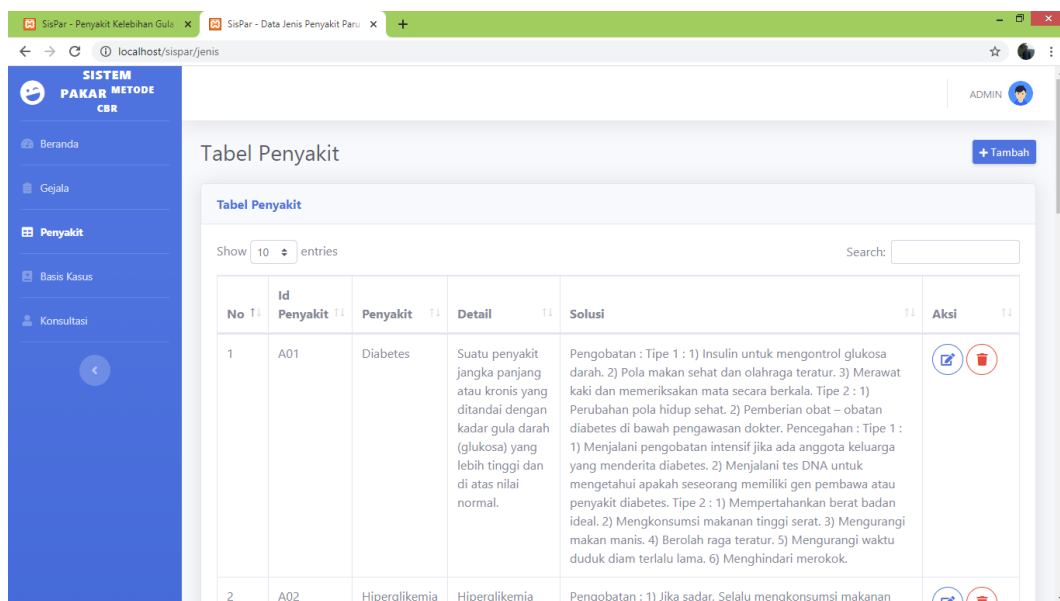 SisPar - Penyakit Kelebihan Gula
SisPar - Data Jenis Penyakit Paru
localhost/sispar/jenis
SISTEM
PAKAR METODE
CBR
ADMIN
Beranda
Gejala
Penyakit
Basis Kasus
Konsultasi
Tabel Penyakit
+ Tambah
Tabel Penyakit
Show 10 entries
Search:
No
Id
Penyakit
Penyakit
Detail
Solusi
Aksi
1
A01
Diabetes
Suatu penyakit
jangka panjang
atau kronis yang
ditandai dengan
kadar gula darah
(glukosa) yang
lebih tinggi dan
di atas nilai
normal.
Pengobatan : Tipe 1 : 1) Insulin untuk mengontrol glukosa
darah. 2) Pola makan sehat dan olahraga teratur. 3) Merawat
kaki dan memeriksakan mata secara berkala. Tipe 2 : 1)
Perubahan pola hidup sehat. 2) Pemberian obat – obatan
diabetes di bawah pengawasan dokter. Pencegahan : Tipe 1 :
1) Menjalani pengobatan intensif jika ada anggota keluarga
yang menderita diabetes. 2) Menjalani tes DNA untuk
mengetahui apakah seseorang memiliki gen pembawa atau
penyakit diabetes. Tipe 2 : 1) Mempertahankan berat badan
ideal. 2) Mengkonsumsi makanan tinggi serat. 3) Mengurangi
makan manis. 4) Berolah raga teratur. 5) Mengurangi waktu
duduk diam terlalu lama. 6) Menghindari merokok.
2
A02
Hiperglikemia
Hiperglikemia
Pengobatan : 1) Jika sadar. Selalu mengkonsumsi makanan